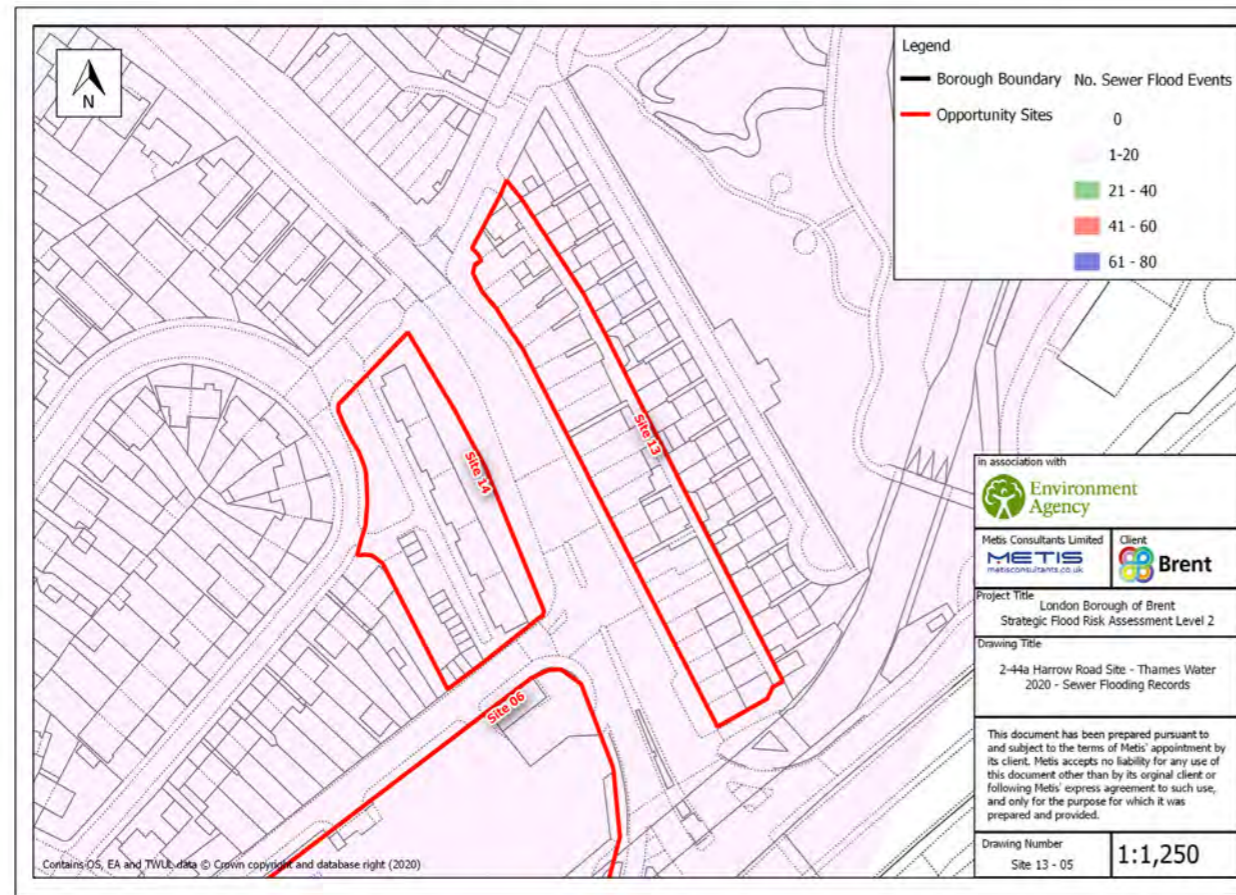 N
Legend
Borough Boundary
Opportunity Sites
No. Sewer Flood Events
0
1-20
21 - 40
41 - 60
61 - 80
Site 13
Site 14
Site 06
in association with
Environment
Agency
Metis Consultants Limited
METIS
metisconsultants.co.uk
Client
Brent
Project Title
London Borough of Brent
Strategic Flood Risk Assessment Level 2
Drawing Title
2-44a Harrow Road Site - Thames Water
2020 - Sewer Flooding Records
This document has been prepared pursuant to
and subject to the terms of Metis' appointment by
its client. Metis accepts no liability for any use of
this document other than by its orginal client or
following Metis' express agreement to such use,
and only for the purpose for which it was
prepared and provided.
Drawing Number
Site 13 - 05
1:1,250
Contains OS, EA and TWUL data © Crown copyright and database right (2020)